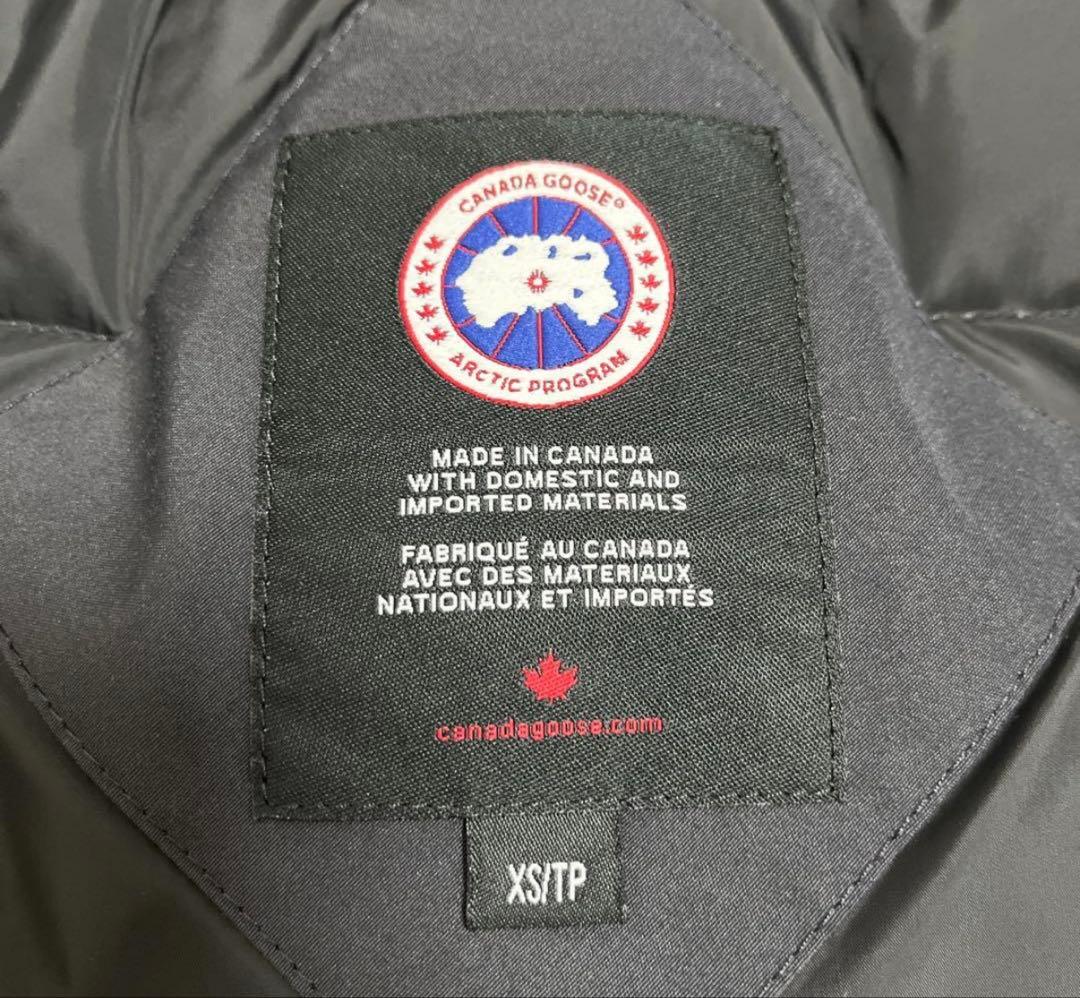 CANADA GOOSE®
ARCTIC PROGRAM
MADE IN CANADA
WITH DOMESTIC AND
IMPORTED MATERIALS
FABRIQUÉ AU CANADA
AVEC DES MATERIAUX
NATIONAUX ET IMPORTÉS
canadagoose.com
XS/TP